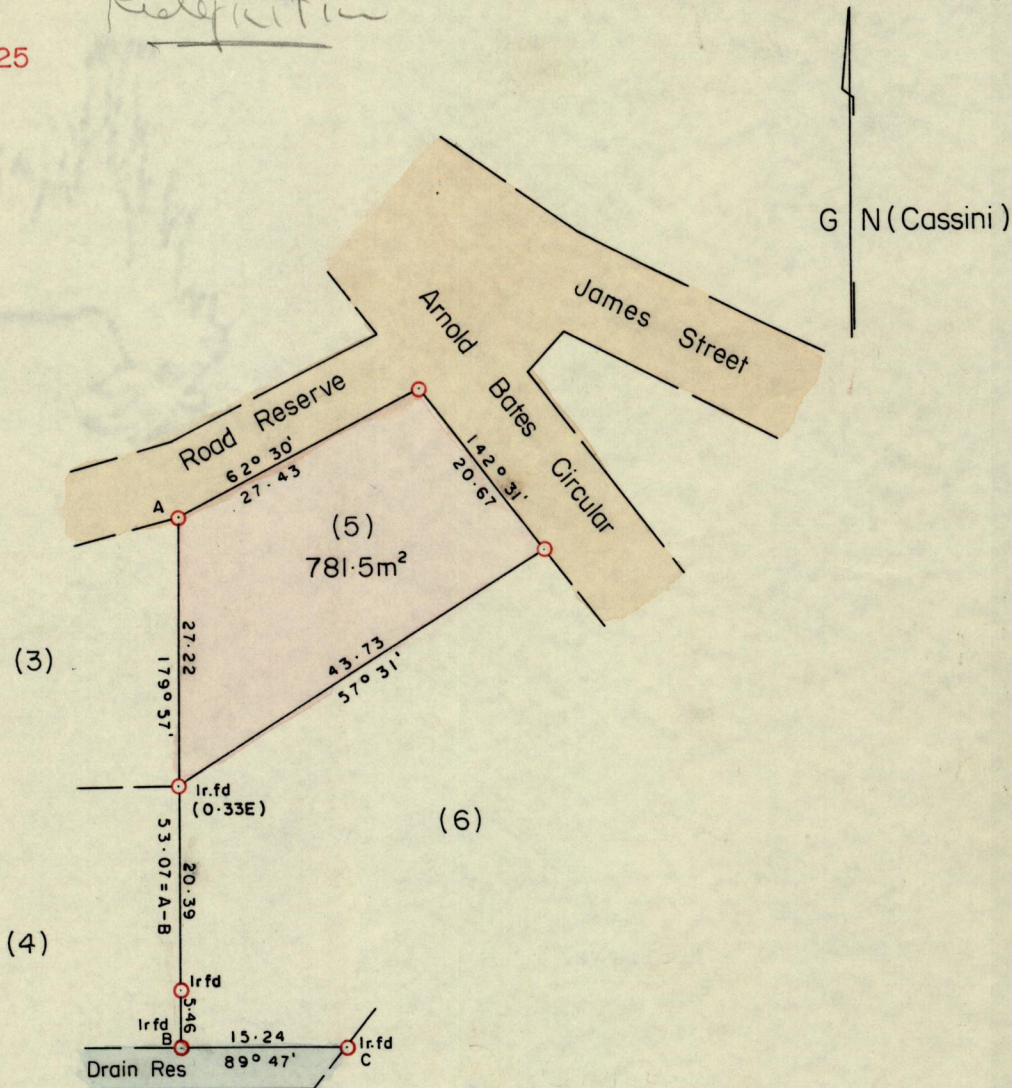 25
G N (Cassini)
James Street
Arnold Bates Circular
Road Reserve
62° 30'
27·43
142° 31'
20·67
A
(5)
781·5m²
27·22
179° 57'
43·73
57° 31'
(3)
Ir.fd
(0·33E)
(6)
53·07=A-B
20·39
(4)
Ir fd
5·46
Ir fd
B
15·24
89° 47'
Ir.fd
C
Drain Res